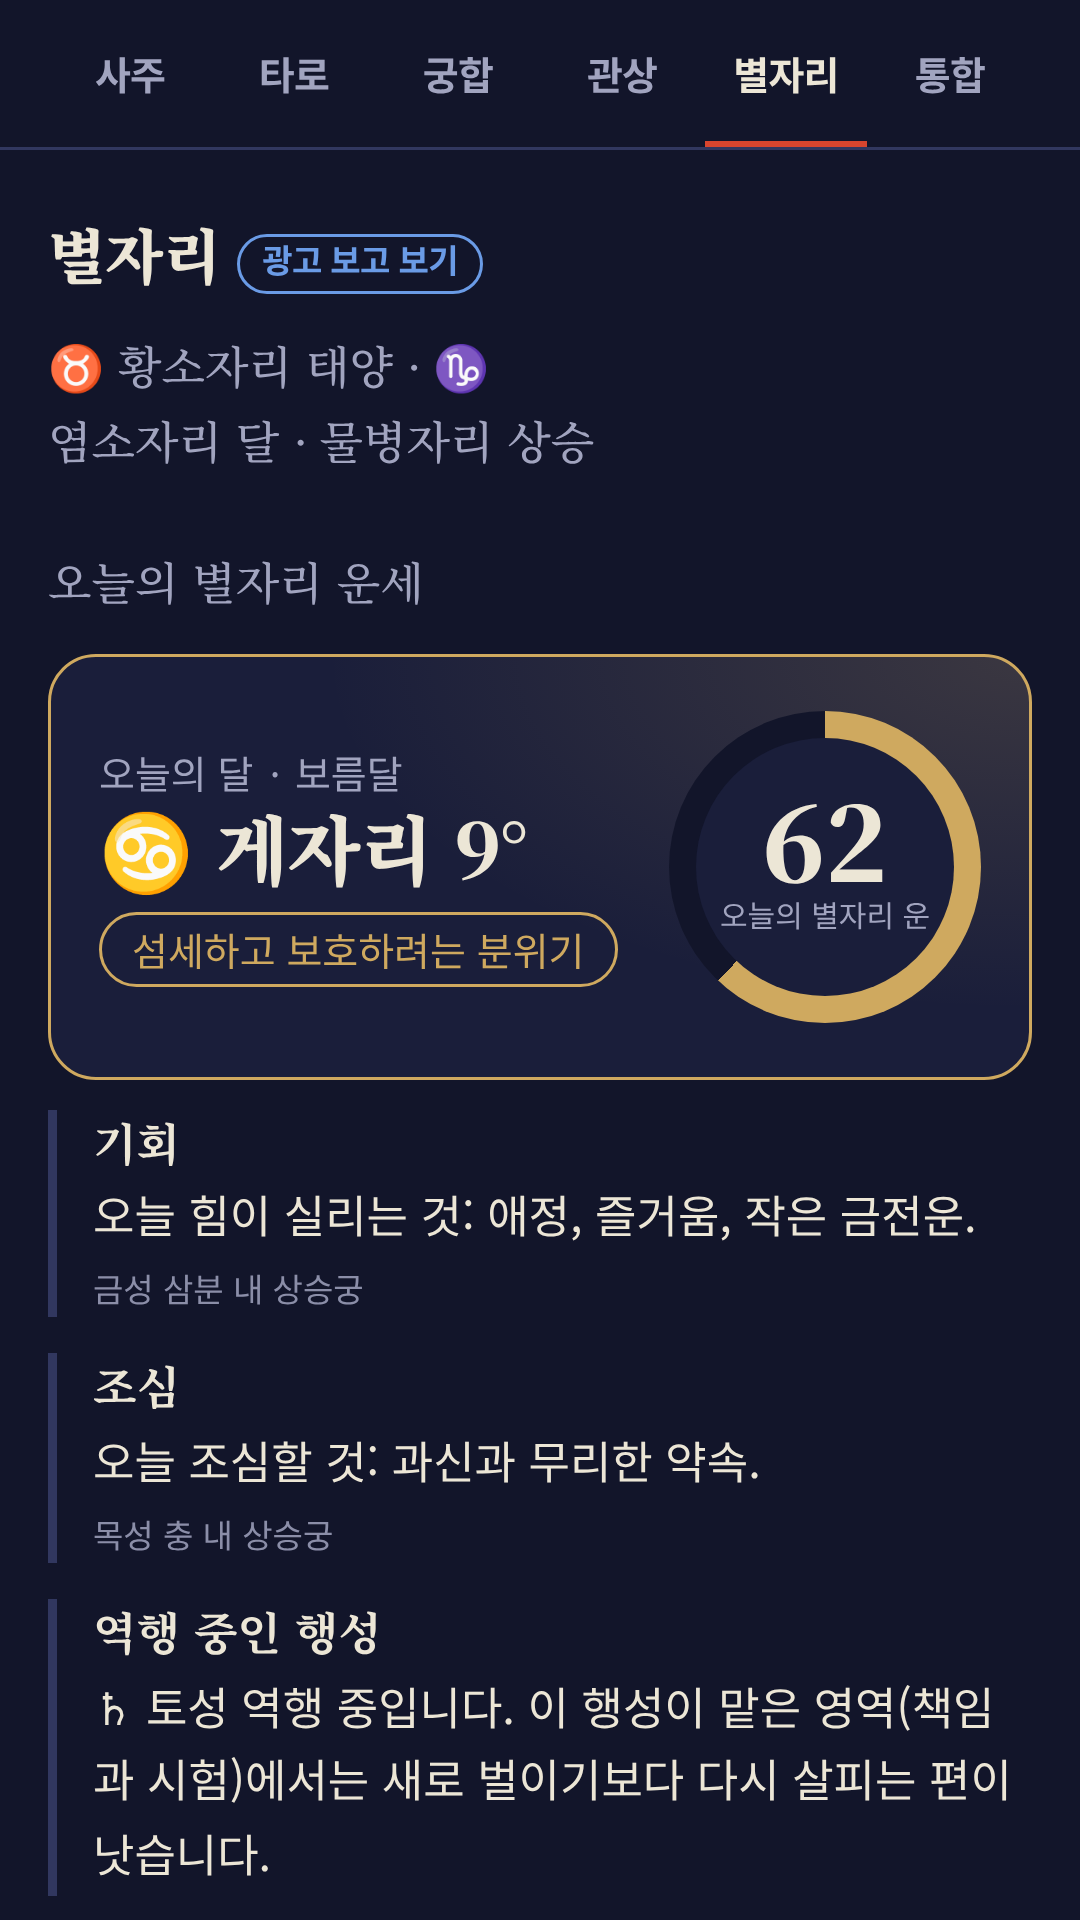 사주 타로 궁합 관상 별자리 통합
별자리 광고 보고 보기
♉ 황소자리 태양 · ♑
염소자리 달 · 물병자리 상승
오늘의 별자리 운세
오늘의 달 · 보름달
♋ 게자리 9°
섬세하고 보호하려는 분위기
62
오늘의 별자리 운
기회
오늘 힘이 실리는 것: 애정, 즐거움, 작은 금전운.
금성 삼분 내 상승궁
조심
오늘 조심할 것: 과신과 무리한 약속.
목성 충 내 상승궁
역행 중인 행성
♄ 토성 역행 중입니다. 이 행성이 맡은 영역(책임
과 시험)에서는 새로 벌이기보다 다시 살피는 편이
낫습니다.